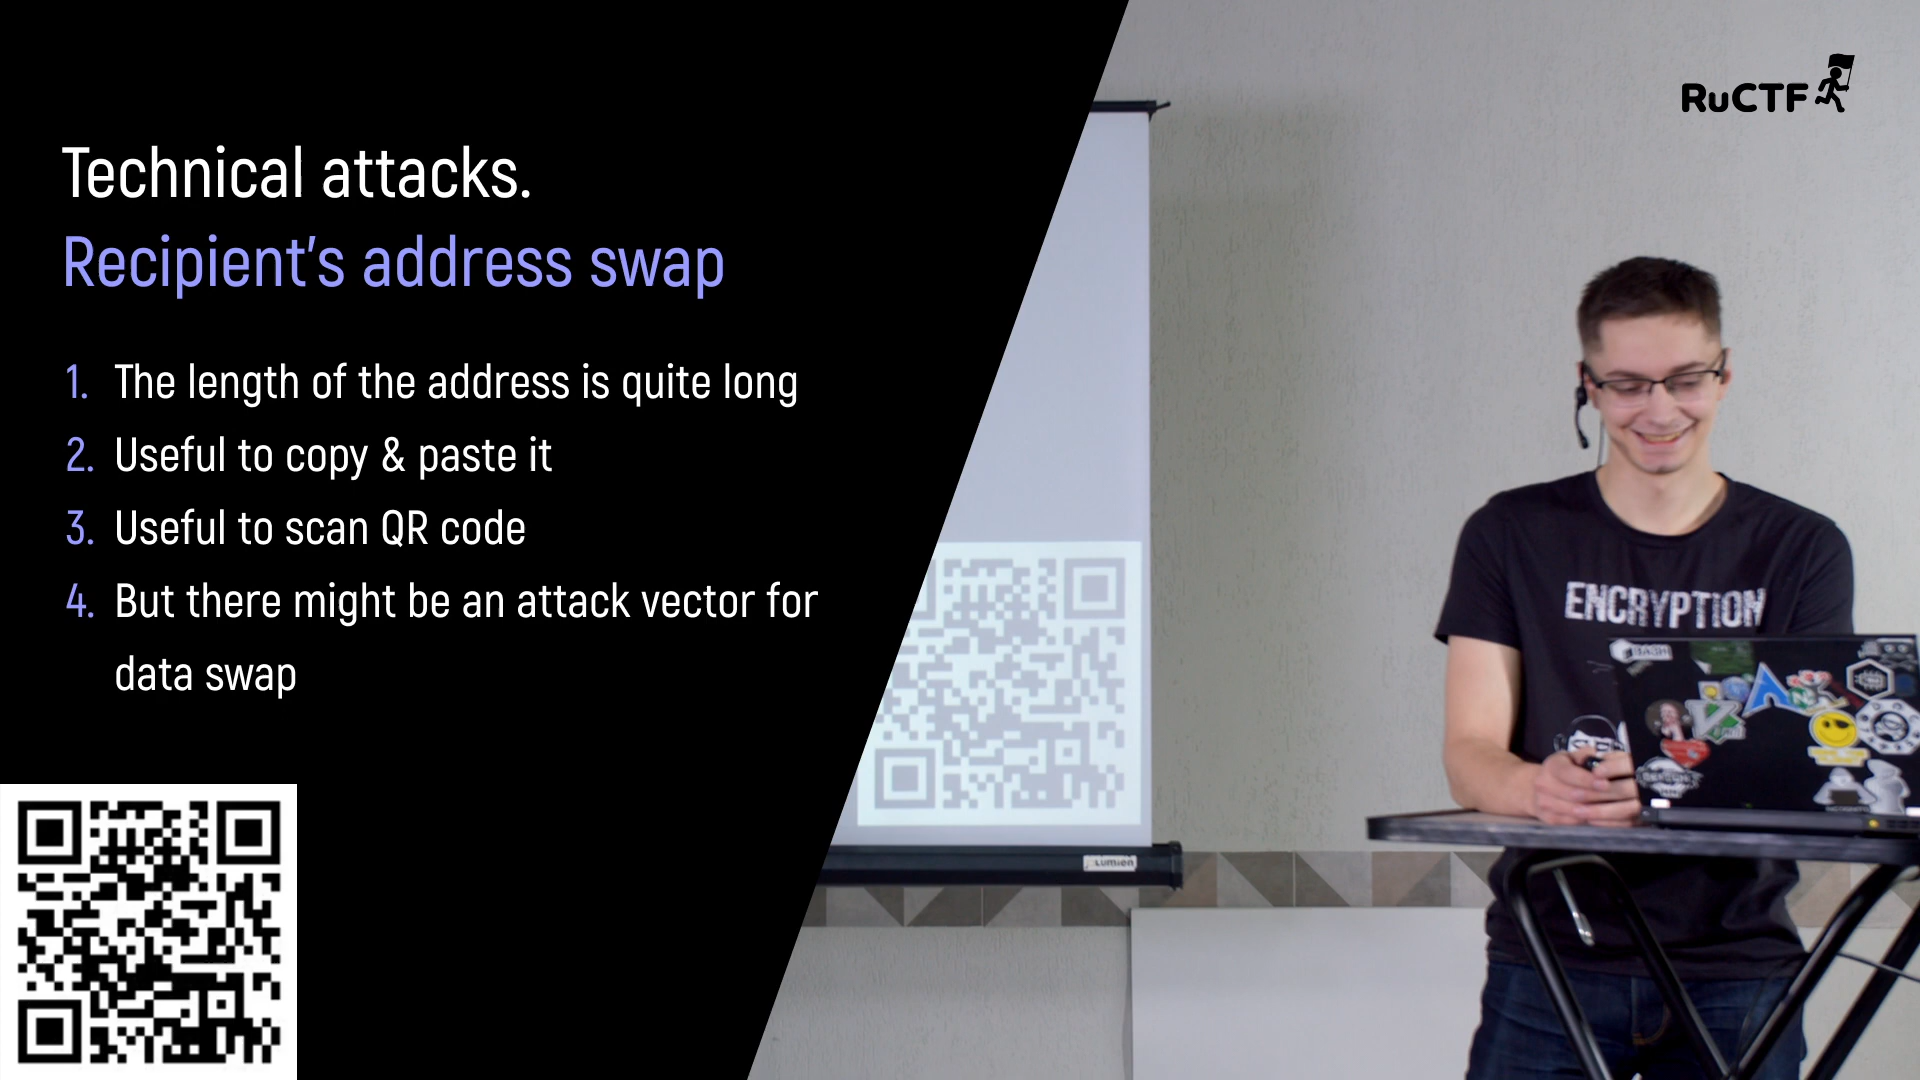 RuCTF
Technical attacks.
Recipient's address swap
1. The length of the address is quite long
2. Useful to copy & paste it
3. Useful to scan QR code
4. But there might be an attack vector for
data swap
ENCRYPTION
BASH
LUMIEN